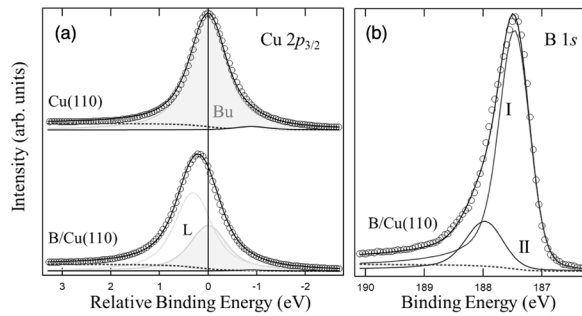 (a)
Cu 2p3/2
Cu(110)
Bu
B/Cu(110)
L
3 2 1 0 -1 -2
Relative Binding Energy (eV)
Intensity (arb. units)
(b)
B 1s
I
B/Cu(110)
II
190 189 188 187
Binding Energy (eV)